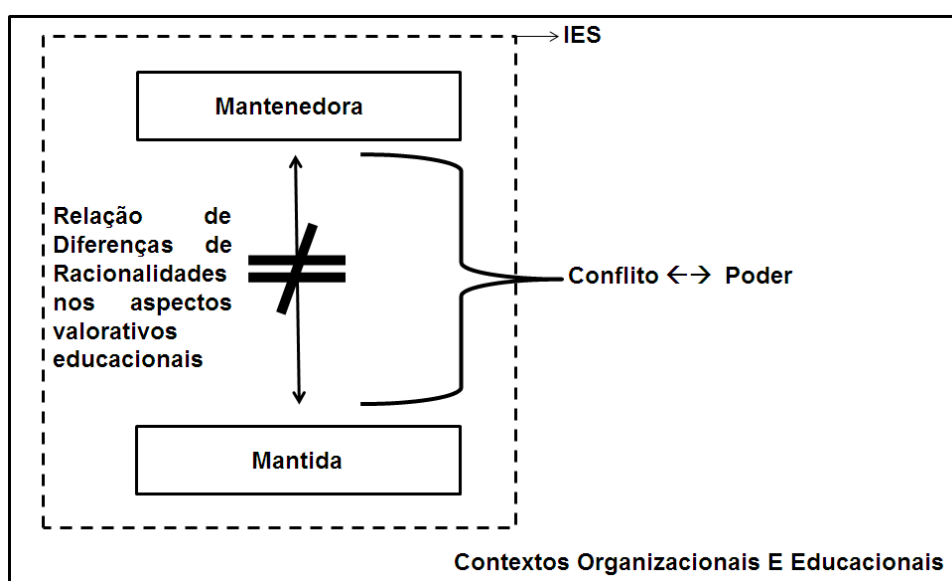 IES
Mantenedora
Relação de
Diferenças de
Racionalidades
nos aspectos
valorativos
educacionais
Conflito ←→ Poder
Mantida
Contextos Organizacionais E Educacionais